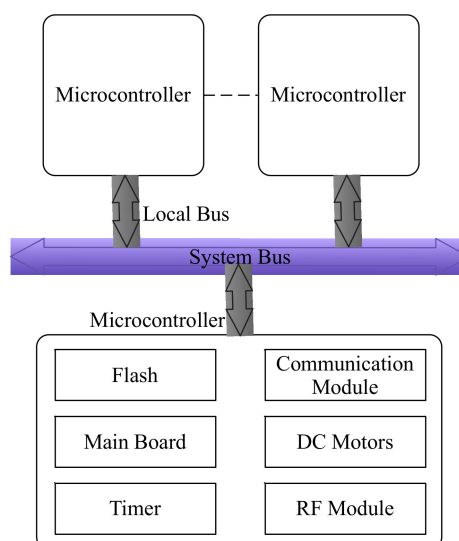 Microcontroller
Microcontroller
Local Bus
System Bus
Microcontroller
Flash
Communication
Module
Main Board
DC Motors
Timer
RF Module